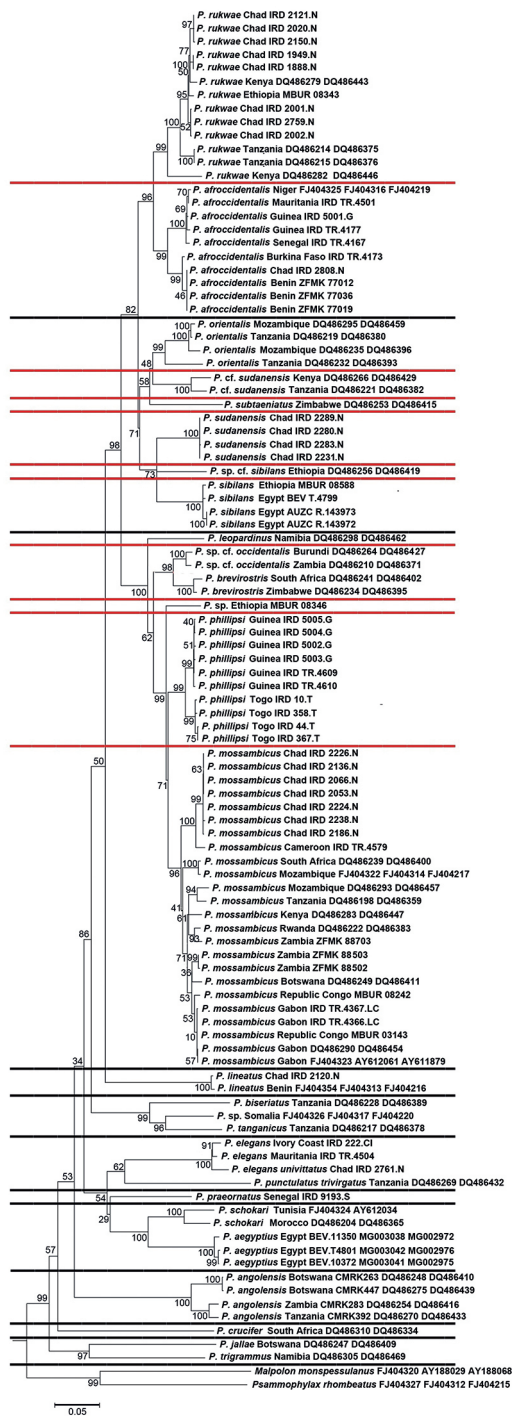 P. rukwae Chad IRD 2121.N
97
P. rukwae Chad IRD 2020.N
P. rukwae Chad IRD 2150.N
77
P. rukwae Chad IRD 1949.N
100
P. rukwae Chad IRD 1888.N
50
P. rukwae Kenya DQ486279 DQ486443
95
P. rukwae Ethiopia MBUR 08343
P. rukwae Chad IRD 2001.N
100
52
P. rukwae Chad IRD 2759.N
P. rukwae Chad IRD 2002.N
99
P. rukwae Tanzania DQ486214 DQ486375
100
P. rukwae Tanzania DQ486215 DQ486376
P. rukwae Kenya DQ486282 DQ486446
96
70
P. afroccidentalis Niger FJ404325 FJ404316 FJ404219
P. afroccidentalis Mauritania IRD TR.4501
69
P. afroccidentalis Guinea IRD 5001.G
100
P. afroccidentalis Guinea IRD TR.4177
P. afroccidentalis Senegal IRD TR.4167
99
P. afroccidentalis Burkina Faso IRD TR.4173
99
P. afroccidentalis Chad IRD 2808.N
P. afroccidentalis Benin ZFMK 77012
46
P. afroccidentalis Benin ZFMK 77036
P. afroccidentalis Benin ZFMK 77019
82
100
P. orientalis Mozambique DQ486295 DQ486459
P. orientalis Tanzania DQ486219 DQ486380
99
P. orientalis Mozambique DQ486235 DQ486396
48
P. orientalis Tanzania DQ486232 DQ486393
58
P. cf. sudanensis Kenya DQ486266 DQ486429
100
P. cf. sudanensis Tanzania DQ486221 DQ486382
P. subtaeniatus Zimbabwe DQ486253 DQ486415
71
P. sudanensis Chad IRD 2289.N
100
P. sudanensis Chad IRD 2280.N
P. sudanensis Chad IRD 2283.N
P. sudanensis Chad IRD 2231.N
98
73
P. sp. cf. sibilans Ethiopia DQ486256 DQ486419
P. sibilans Ethiopia MBUR 08588
100
P. sibilans Egypt BEV T.4799
P. sibilans Egypt AUZC R.143973
100
P. sibilans Egypt AUZC R.143972
P. leopardinus Namibia DQ486298 DQ486462
100
100
P. sp. cf. occidentalis Burundi DQ486264 DQ486427
98
P. sp. cf. occidentalis Zambia DQ486210 DQ486371
P. brevirostris South Africa DQ486241 DQ486402
97
P. brevirostris Zimbabwe DQ486234 DQ486395
62
P. sp. Ethiopia MBUR 08346
40
P. phillipsi Guinea IRD 5005.G
P. phillipsi Guinea IRD 5004.G
51
P. phillipsi Guinea IRD 5002.G
P. phillipsi Guinea IRD 5003.G
99
P. phillipsi Guinea IRD TR.4609
99
P. phillipsi Guinea IRD TR.4610
99
P. phillipsi Togo IRD 10.T
P. phillipsi Togo IRD 358.T
99
P. phillipsi Togo IRD 44.T
75
P. phillipsi Togo IRD 367.T
P. mossambicus Chad IRD 2226.N
50
63
P. mossambicus Chad IRD 2136.N
71
P. mossambicus Chad IRD 2066.N
P. mossambicus Chad IRD 2053.N
99
P. mossambicus Chad IRD 2224.N
P. mossambicus Chad IRD 2238.N
100
P. mossambicus Chad IRD 2186.N
P. mossambicus Cameroon IRD TR.4579
96
100
P. mossambicus South Africa DQ486239 DQ486400
P. mossambicus Mozambique FJ404322 FJ404314 FJ404217
94
P. mossambicus Mozambique DQ486293 DQ486457
P. mossambicus Tanzania DQ486198 DQ486359
41
61
P. mossambicus Kenya DQ486283 DQ486447
P. mossambicus Rwanda DQ486222 DQ486383
93
P. mossambicus Zambia ZFMK 88703
71
99
P. mossambicus Zambia ZFMK 88503
P. mossambicus Zambia ZFMK 88502
36
P. mossambicus Botswana DQ486249 DQ486411
P. mossambicus Republic Congo MBUR 08242
53
P. mossambicus Gabon IRD TR.4367.LC
53
P. mossambicus Gabon IRD TR.4366.LC
10
P. mossambicus Republic Congo MBUR 03143
P. mossambicus Gabon DQ486290 DQ486454
57
P. mossambicus Gabon FJ404323 AY612061 AY611879
86
P. lineatus Chad IRD 2120.N
100
P. lineatus Benin FJ404354 FJ404313 FJ404216
34
P. biseriatus Tanzania DQ486228 DQ486389
99
P. sp. Somalia FJ404326 FJ404317 FJ404220
96
P. tanganicus Tanzania DQ486217 DQ486378
91
P. elegans Ivory Coast IRD 222.CI
P. elegans Mauritania IRD TR.4504
100
62
P. elegans univittatus Chad IRD 2761.N
53
P. punctulatus trivirgatus Tanzania DQ486269 DQ486432
54
P. praeornatus Senegal IRD 9193.S
29
100
P. schokari Tunisia FJ404324 AY612034
P. schokari Morocco DQ486204 DQ486365
100
P. aegyptius Egypt BEV.11350 MG003038 MG002972
100
P. aegyptius Egypt BEV.T4801 MG003042 MG002976
99
P. aegyptius Egypt BEV.10372 MG003041 MG002975
57
100
P. angolensis Botswana CMRK263 DQ486248 DQ486410
P. angolensis Botswana CMRK447 DQ486275 DQ486439
100
P. angolensis Zambia CMRK283 DQ486254 DQ486416
100
P. angolensis Tanzania CMRK392 DQ486270 DQ486433
49
P. crucifer South Africa DQ486310 DQ486334
P. jallae Botswana DQ486247 DQ486409
97
P. trigrammus Namibia DQ486305 DQ486469
Malpolon monspessulanus FJ404320 AY188029 AY188068
99
Psammophylax rhombeatus FJ404327 FJ404312 FJ404215
0.05